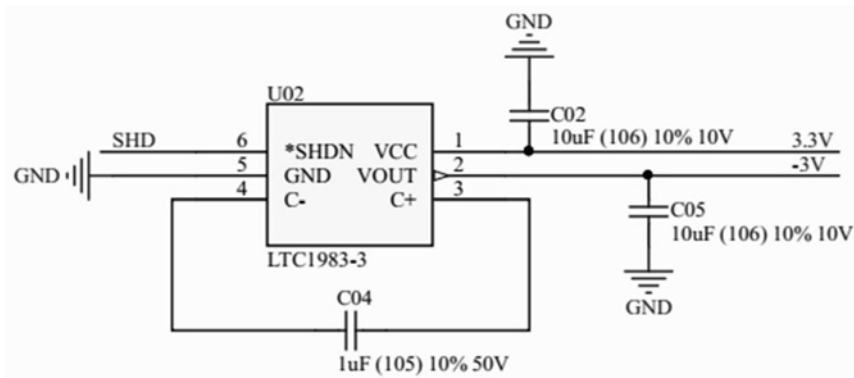 GND
U02
C02
10uF (106) 10% 10V
SHD 6 *SHDN VCC 1 3.3V
GND 5 GND VOUT 2 -3V
4 C- C+ 3
C05
10uF (106) 10% 10V
LTC1983-3
GND
C04
1uF (105) 10% 50V